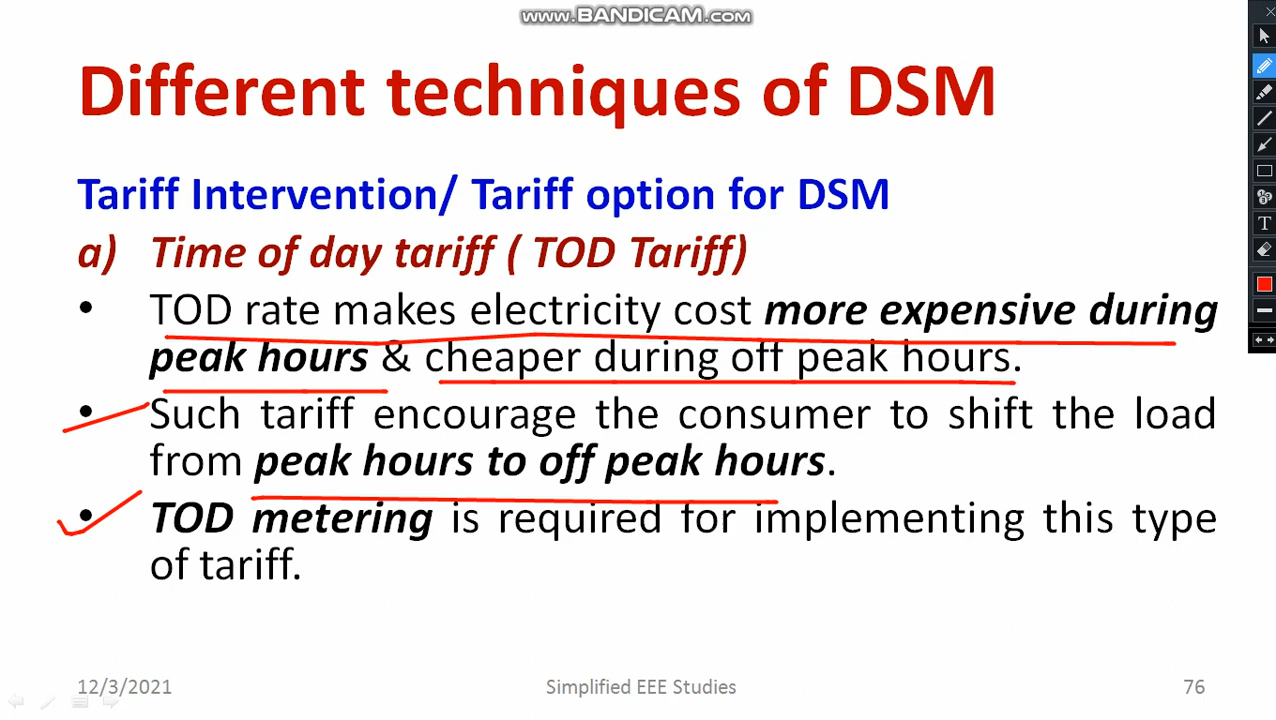 www.BANDICAM.com
Different techniques of DSM
Tariff Intervention/ Tariff option for DSM
a) Time of day tariff ( TOD Tariff)
• TOD rate makes electricity cost more expensive during
peak hours & cheaper during off peak hours.
• Such tariff encourage the consumer to shift the load
from peak hours to off peak hours.
• TOD metering is required for implementing this type
of tariff.
12/3/2021 Simplified EEE Studies 76